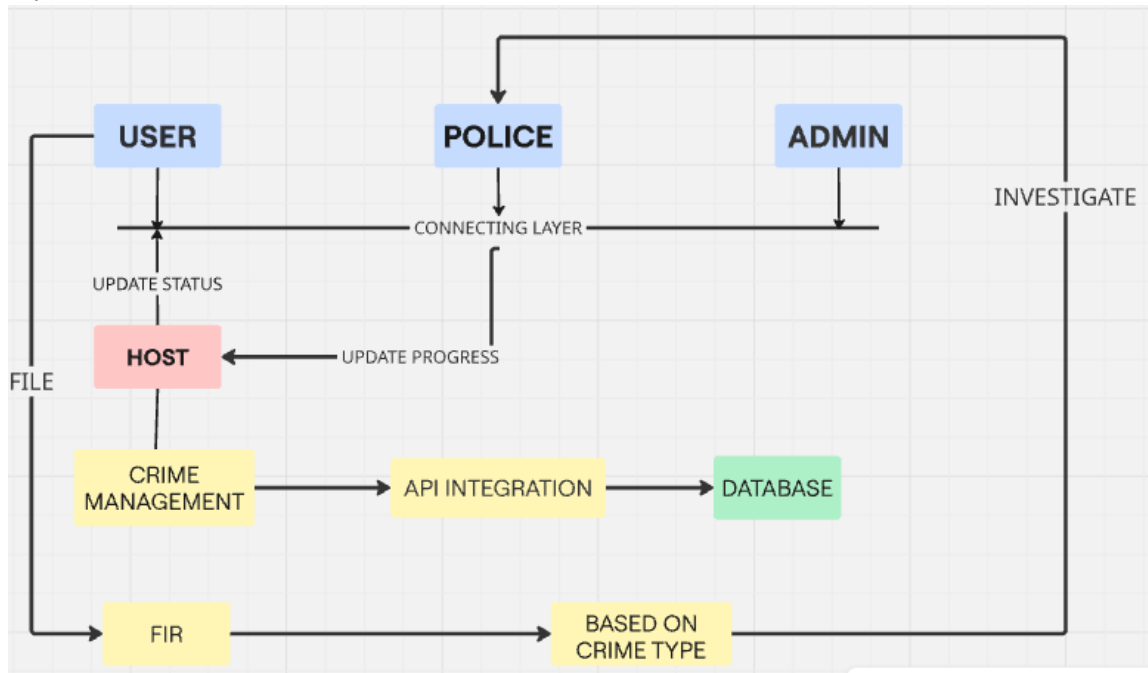 USER
POLICE
ADMIN
INVESTIGATE
CONNECTING LAYER
UPDATE STATUS
HOST
UPDATE PROGRESS
FILE
CRIME
MANAGEMENT
API INTEGRATION
DATABASE
FIR
BASED ON
CRIME TYPE